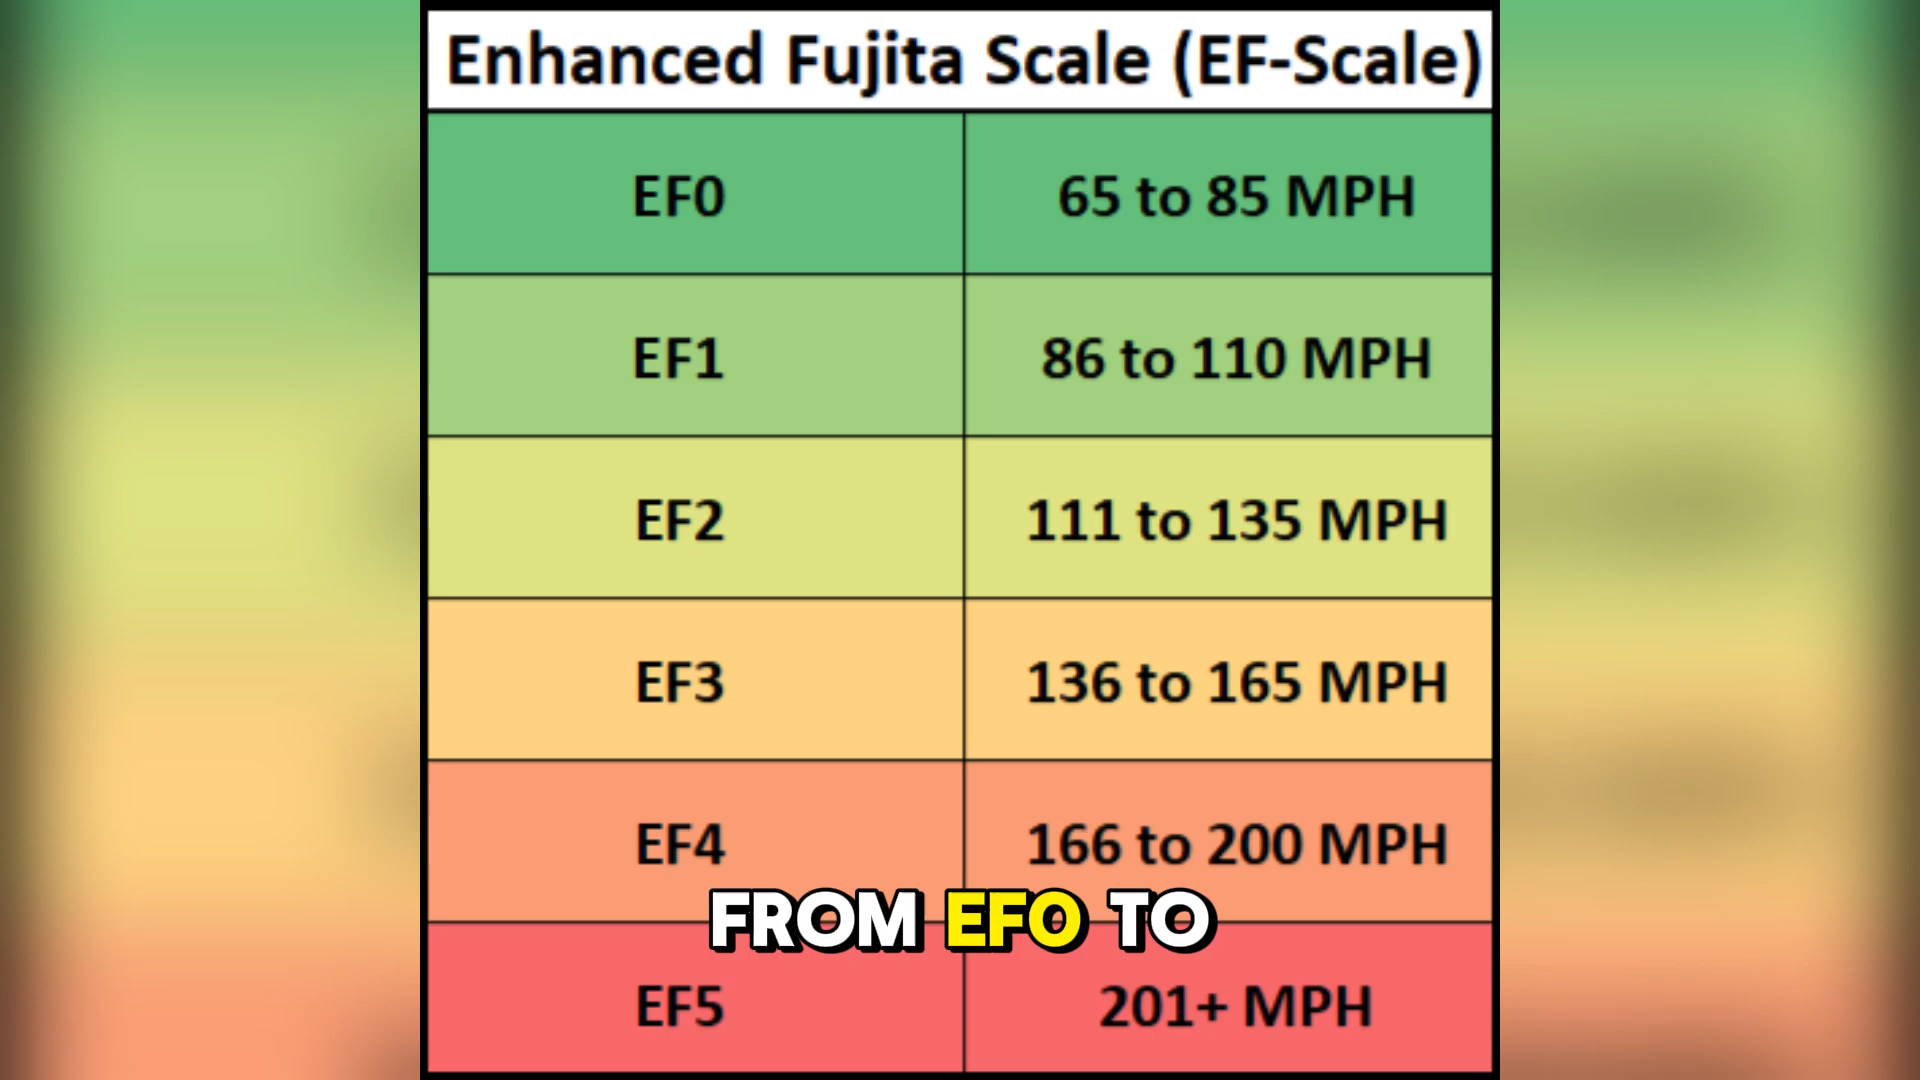 Enhanced Fujita Scale (EF-Scale)
EF0 65 to 85 MPH
EF1 86 to 110 MPH
EF2 111 to 135 MPH
EF3 136 to 165 MPH
EF4 166 to 200 MPH
FROM EF0 TO
EF5 201+ MPH